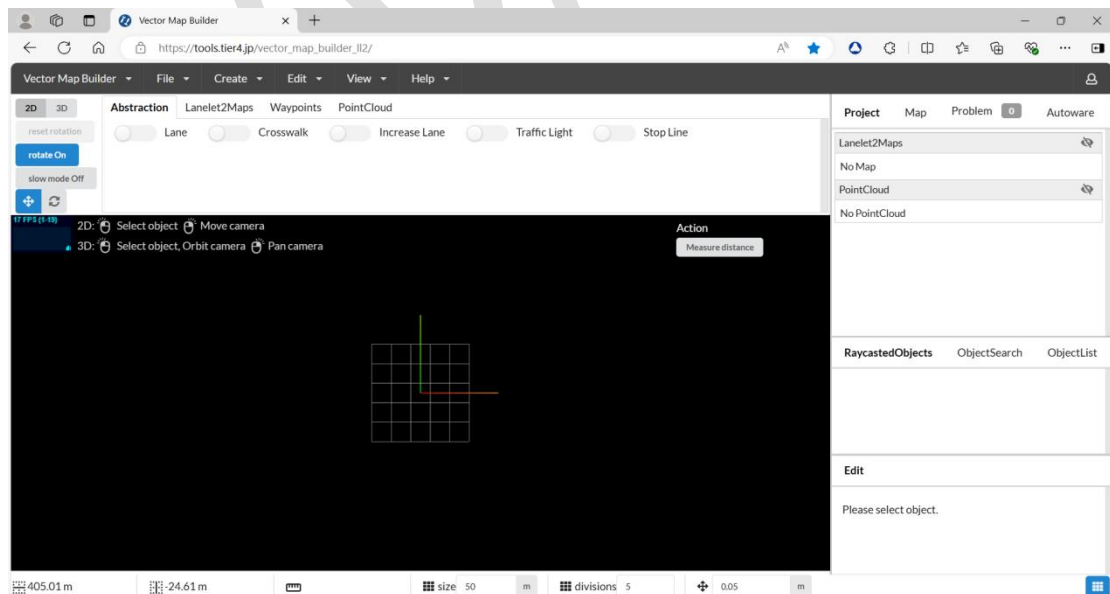 Vector Map Builder
https://tools.tier4.jp/vector_map_builder_ll2/
Vector Map Builder File Create Edit View Help
2D 3D
reset rotation
rotate On
slow mode Off
Abstraction Lanelet2Maps Waypoints PointCloud
Lane Crosswalk Increase Lane Traffic Light Stop Line
Project Map Problem 0 Autoware
Lanelet2Maps
No Map
PointCloud
No PointCloud
17 FPS (1-19)
2D: Select object Move camera
3D: Select object, Orbit camera Pan camera
Action
Measure distance
RaycastedObjects ObjectSearch ObjectList
Edit
Please select object.
405.01 m -24.61 m size 50 m divisions 5 0.05 m